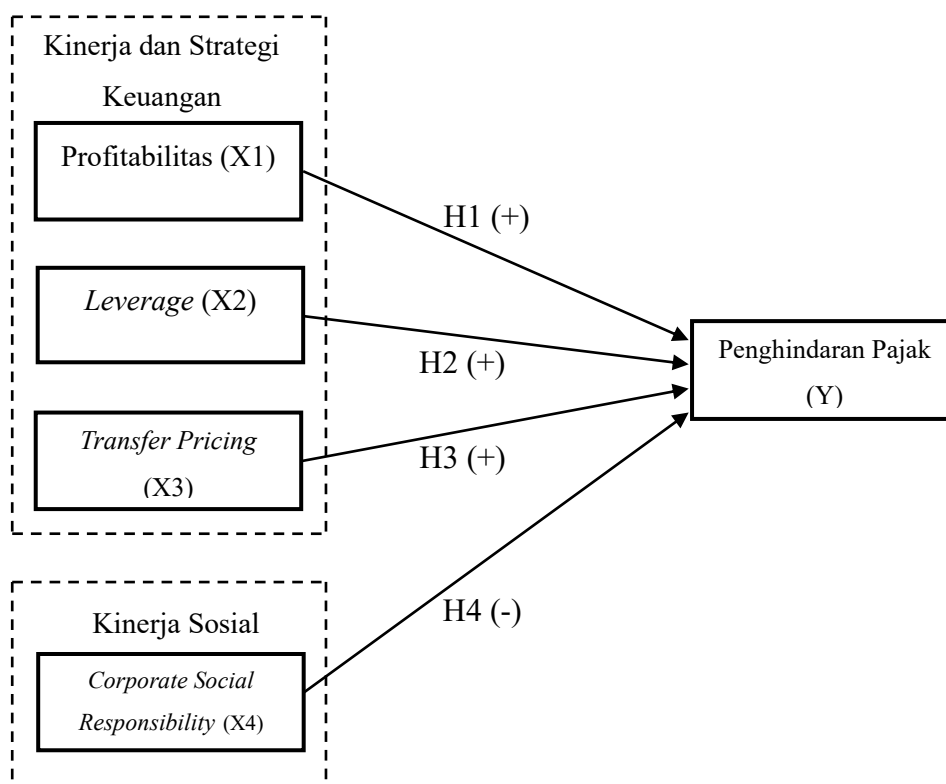 Kinerja dan Strategi
Keuangan
Profitabilitas (X1)
H1 (+)
Leverage (X2)
H2 (+)
Penghindaran Pajak
(Y)
Transfer Pricing
(X3)
H3 (+)
Kinerja Sosial
H4 (-)
Corporate Social
Responsibility (X4)